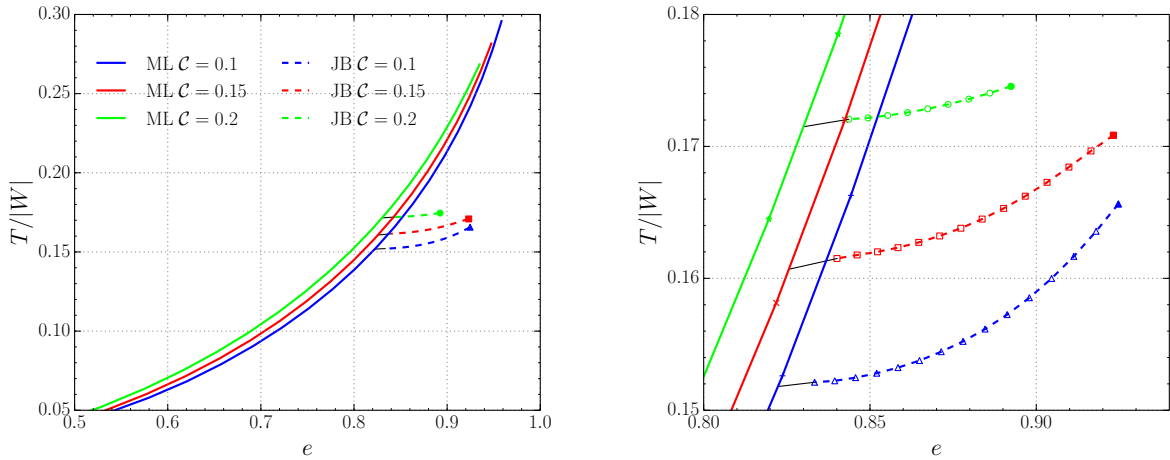 0.30
0.25
0.20
0.15
0.10
0.05
T/|W|
ML 𝒞 = 0.1
ML 𝒞 = 0.15
ML 𝒞 = 0.2
JB 𝒞 = 0.1
JB 𝒞 = 0.15
JB 𝒞 = 0.2
0.5 0.6 0.7 0.8 0.9 1.0
e
0.18
0.17
0.16
0.15
T/|W|
0.80 0.85 0.90
e